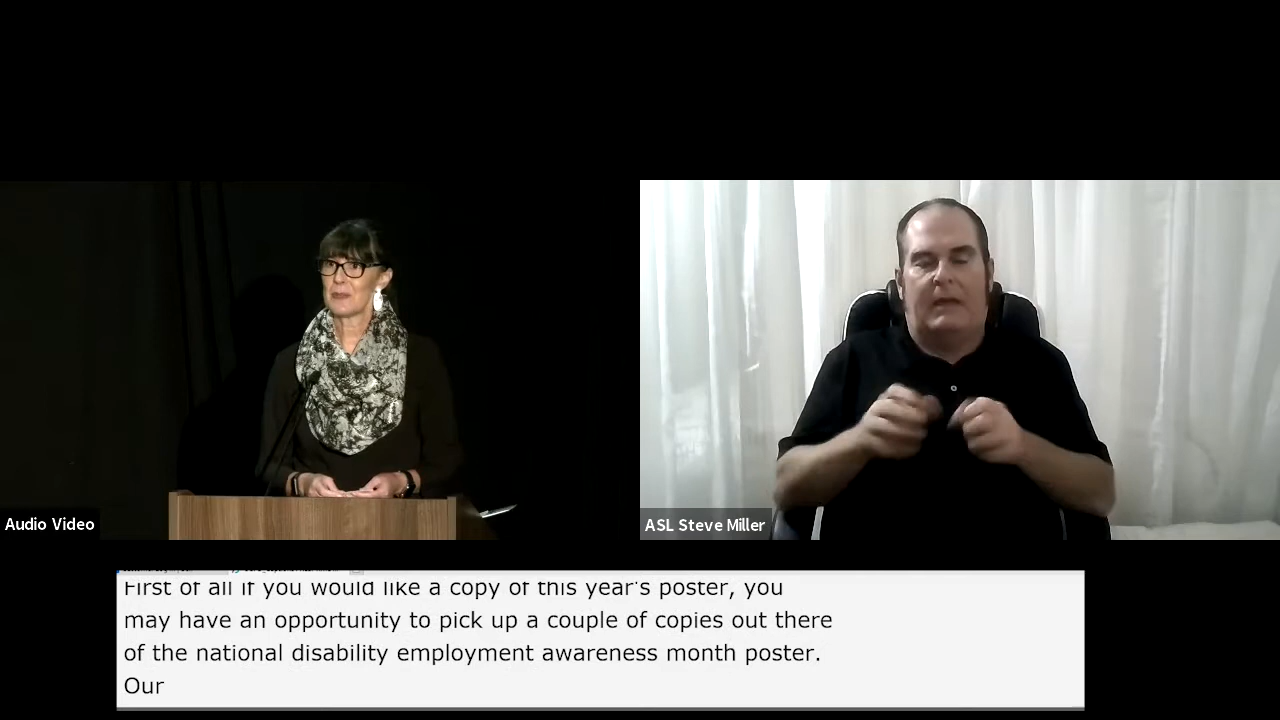 Audio Video
ASL Steve Miller
First of all if you would like a copy of this year's poster, you
may have an opportunity to pick up a couple of copies out there
of the national disability employment awareness month poster.
Our